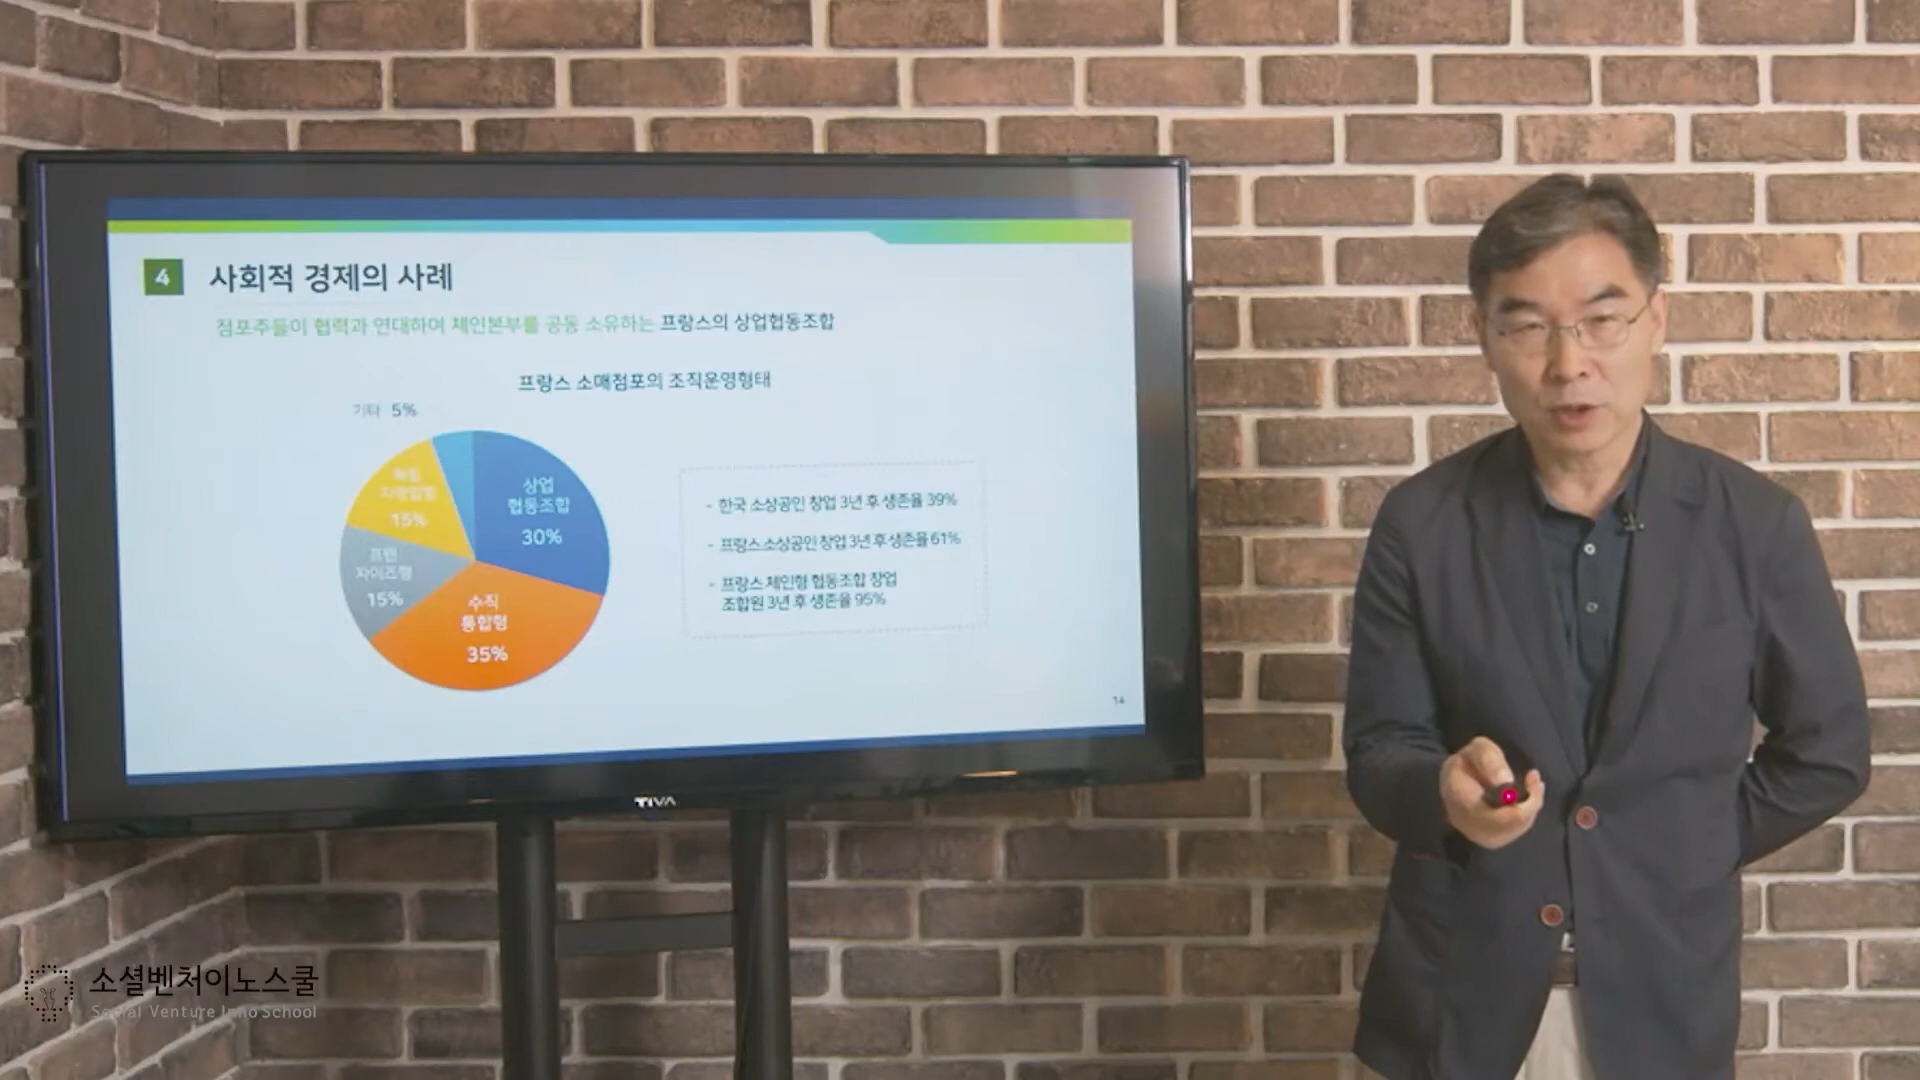 4 사회적 경제의 사례
점포주들이 협력과 연대하며 체인본부를 공동 소유하는 프랑스의 상업협동조합
프랑스 소매점포의 조직운영형태
기타 5%
상업
협동조합
30%
15%
프랜
차이즈형
15%
수직
통합형
35%
- 한국 소상공인 창업 3년 후 생존율 39%
- 프랑스 소상공인 창업 3년 후 생존율 61%
- 프랑스 체인형 협동조합 창업
조합원 3년 후 생존율 95%
14
TIVA
소셜벤처이노스쿨
Social Venture Inno School